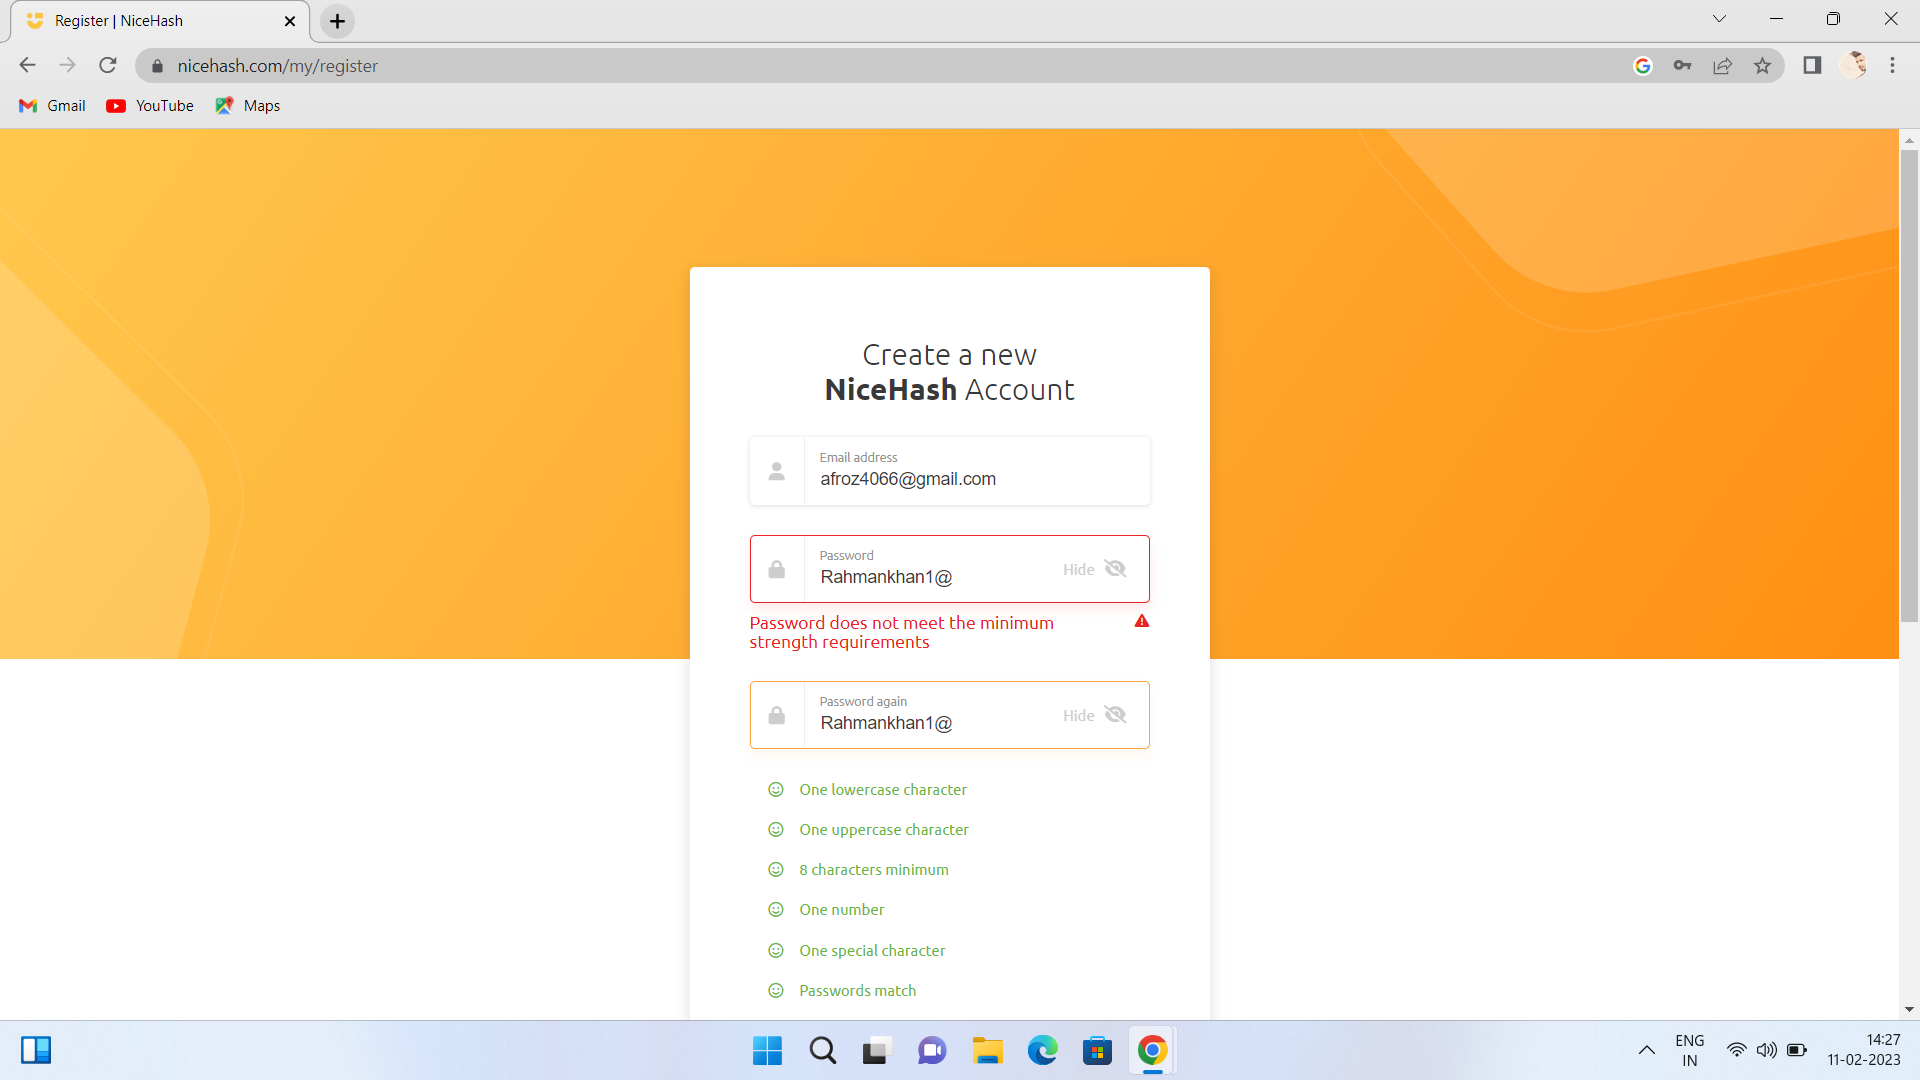 Register | NiceHash
nicehash.com/my/register
Gmail YouTube Maps
Create a new
NiceHash Account
Email address
afroz4066@gmail.com
Password
Rahmankhan1@
Hide
Password does not meet the minimum
strength requirements
Password again
Rahmankhan1@
Hide
One lowercase character
One uppercase character
8 characters minimum
One number
One special character
Passwords match
ENG
IN
14:27
11-02-2023